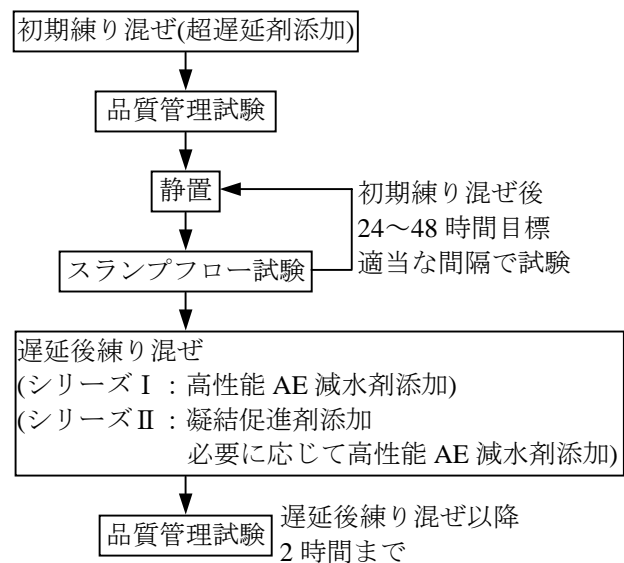 初期練り混ぜ(超遅延剤添加)
品質管理試験
静置
初期練り混ぜ後
24～48 時間目標
適当な間隔で試験
スランプフロー試験
遅延後練り混ぜ
(シリーズⅠ：高性能 AE 減水剤添加)
(シリーズⅡ：凝結促進剤添加
必要に応じて高性能 AE 減水剤添加)
品質管理試験
遅延後練り混ぜ以降
2 時間まで